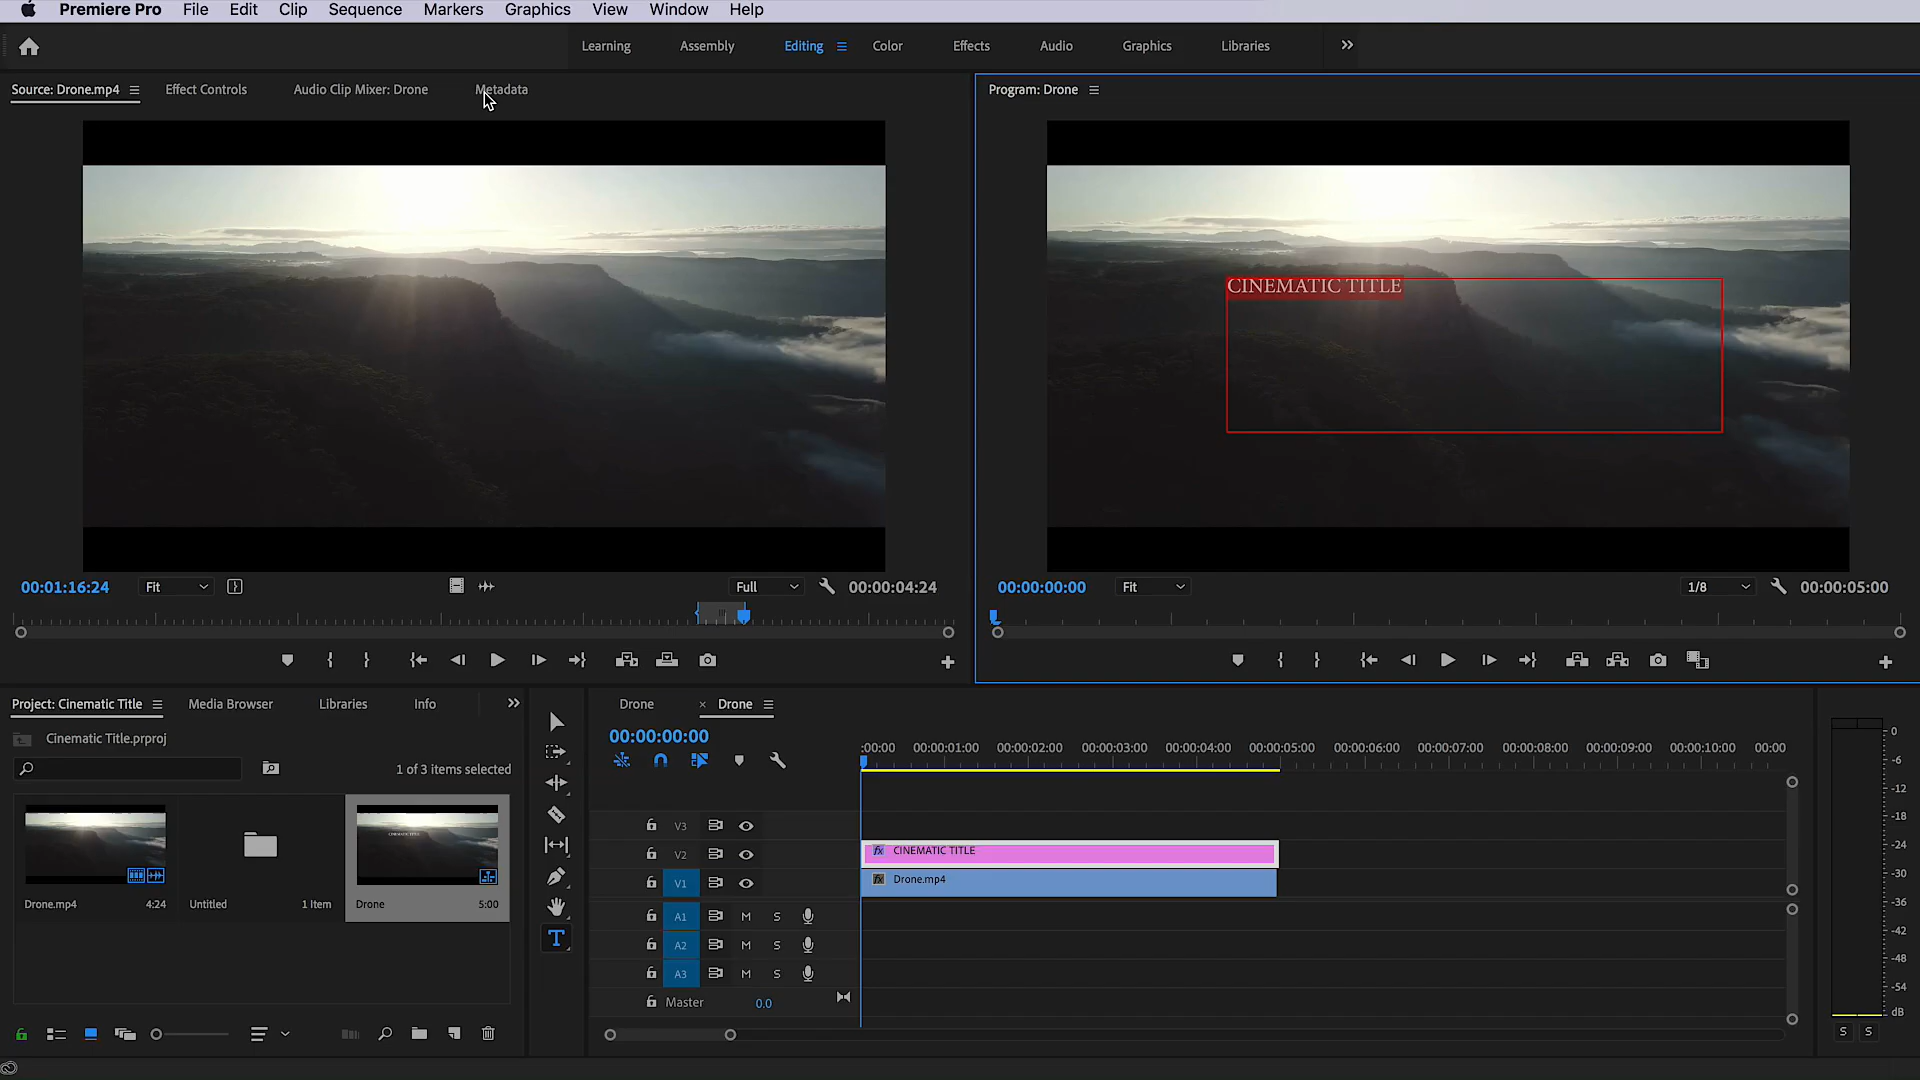 Premiere Pro File Edit Clip Sequence Markers Graphics View Window Help
Learning Assembly Editing Color Effects Audio Graphics Libraries
Source: Drone.mp4 Effect Controls Audio Clip Mixer: Drone Metadata
Program: Drone
CINEMATIC TITLE
00:01:16:24 Fit Full 00:00:04:24
00:00:00:00 Fit 1/8 00:00:05:00
Project: Cinematic Title Media Browser Libraries Info
Cinematic Title.prproj
1 of 3 items selected
Drone.mp4 4:24
Untitled 1 Item
CINEMATIC TITLE
Drone 5:00
Drone × Drone
00:00:00:00
:00:00 00:00:01:00 00:00:02:00 00:00:03:00 00:00:04:00 00:00:05:00 00:00:06:00 00:00:07:00 00:00:08:00 00:00:09:00 00:00:10:00 00:00
V3
V2 fx CINEMATIC TITLE
V1 fx Drone.mp4
A1 M S
A2 M S
A3 M S
Master 0.0
0
-6
-12
-18
-24
-30
-36
-42
-48
-54
dB
S S